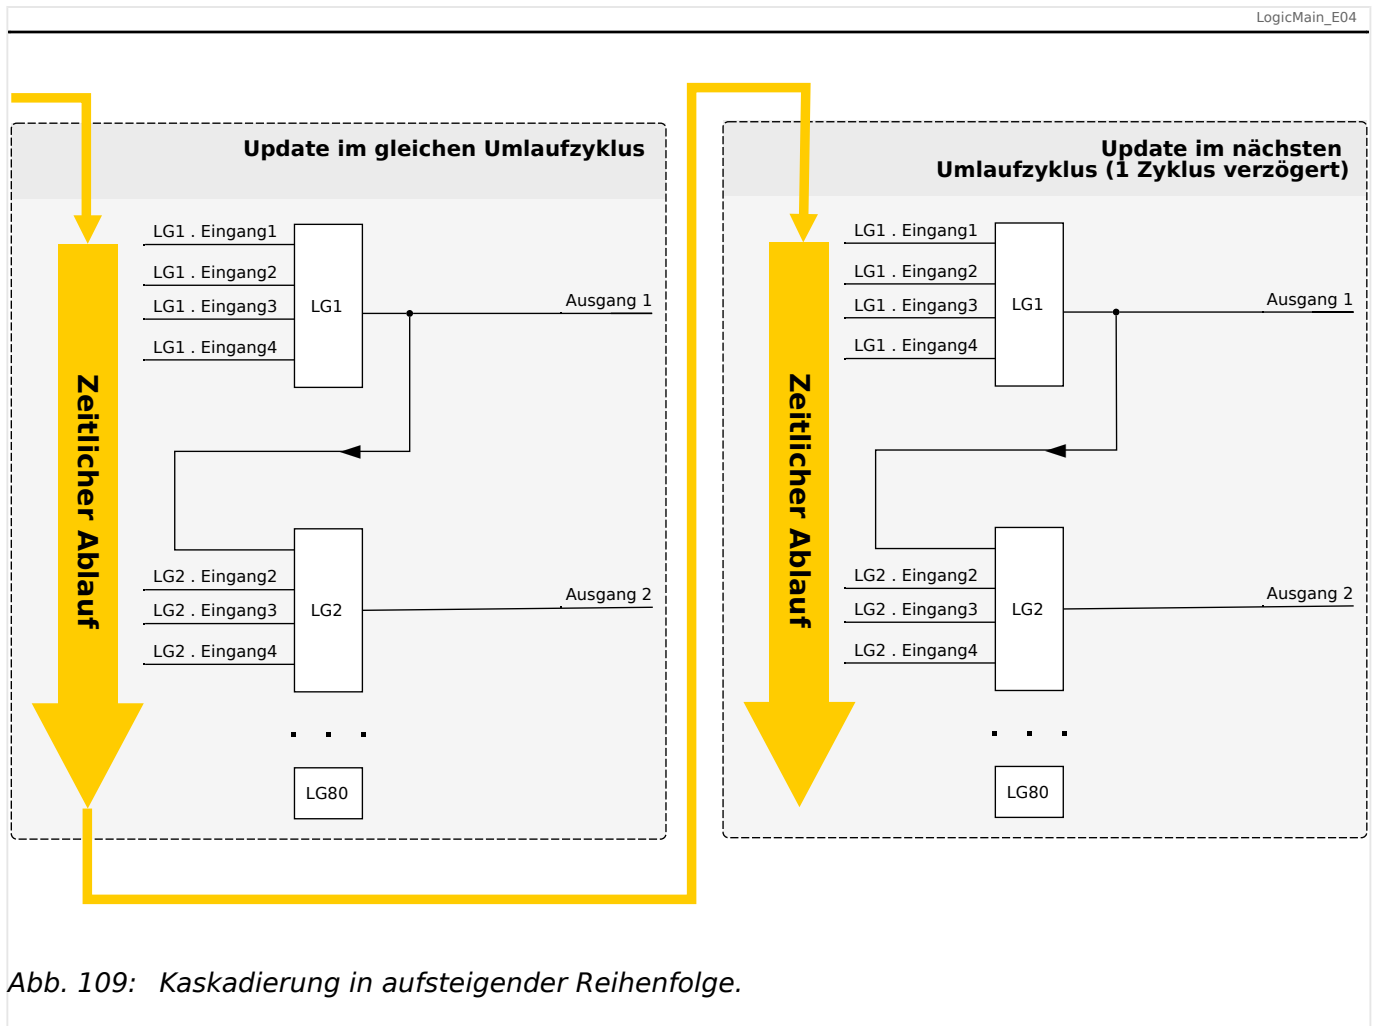 LogicMain_E04
Update im gleichen Umlaufzyklus
LG1 . Eingang1
LG1 . Eingang2
LG1 . Eingang3
LG1 . Eingang4
LG1
Ausgang 1
Zeitlicher Ablauf
LG2 . Eingang2
LG2 . Eingang3
LG2 . Eingang4
LG2
Ausgang 2
. . .
LG80
Update im nächsten
Umlaufzyklus (1 Zyklus verzögert)
LG1 . Eingang1
LG1 . Eingang2
LG1 . Eingang3
LG1 . Eingang4
LG1
Ausgang 1
Zeitlicher Ablauf
LG2 . Eingang2
LG2 . Eingang3
LG2 . Eingang4
LG2
Ausgang 2
. . .
LG80
Abb. 109: Kaskadierung in aufsteigender Reihenfolge.